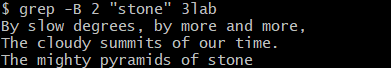 $ grep -B 2 "stone" 3lab
By slow degrees, by more and more,
The cloudy summits of our time.
The mighty pyramids of stone